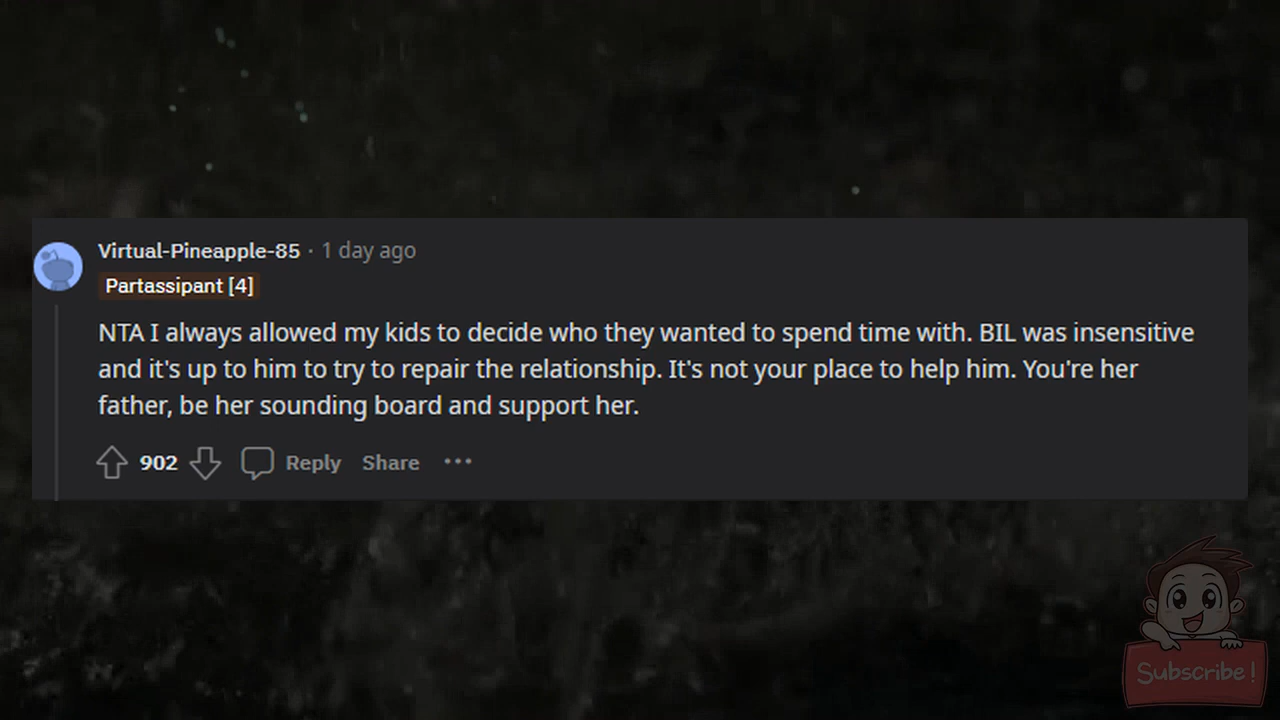 Virtual-Pineapple-85 · 1 day ago
Partassipant [4]
NTA I always allowed my kids to decide who they wanted to spend time with. BIL was insensitive
and it's up to him to try to repair the relationship. It's not your place to help him. You're her
father, be her sounding board and support her.
902 Reply Share ···
Subscribe!